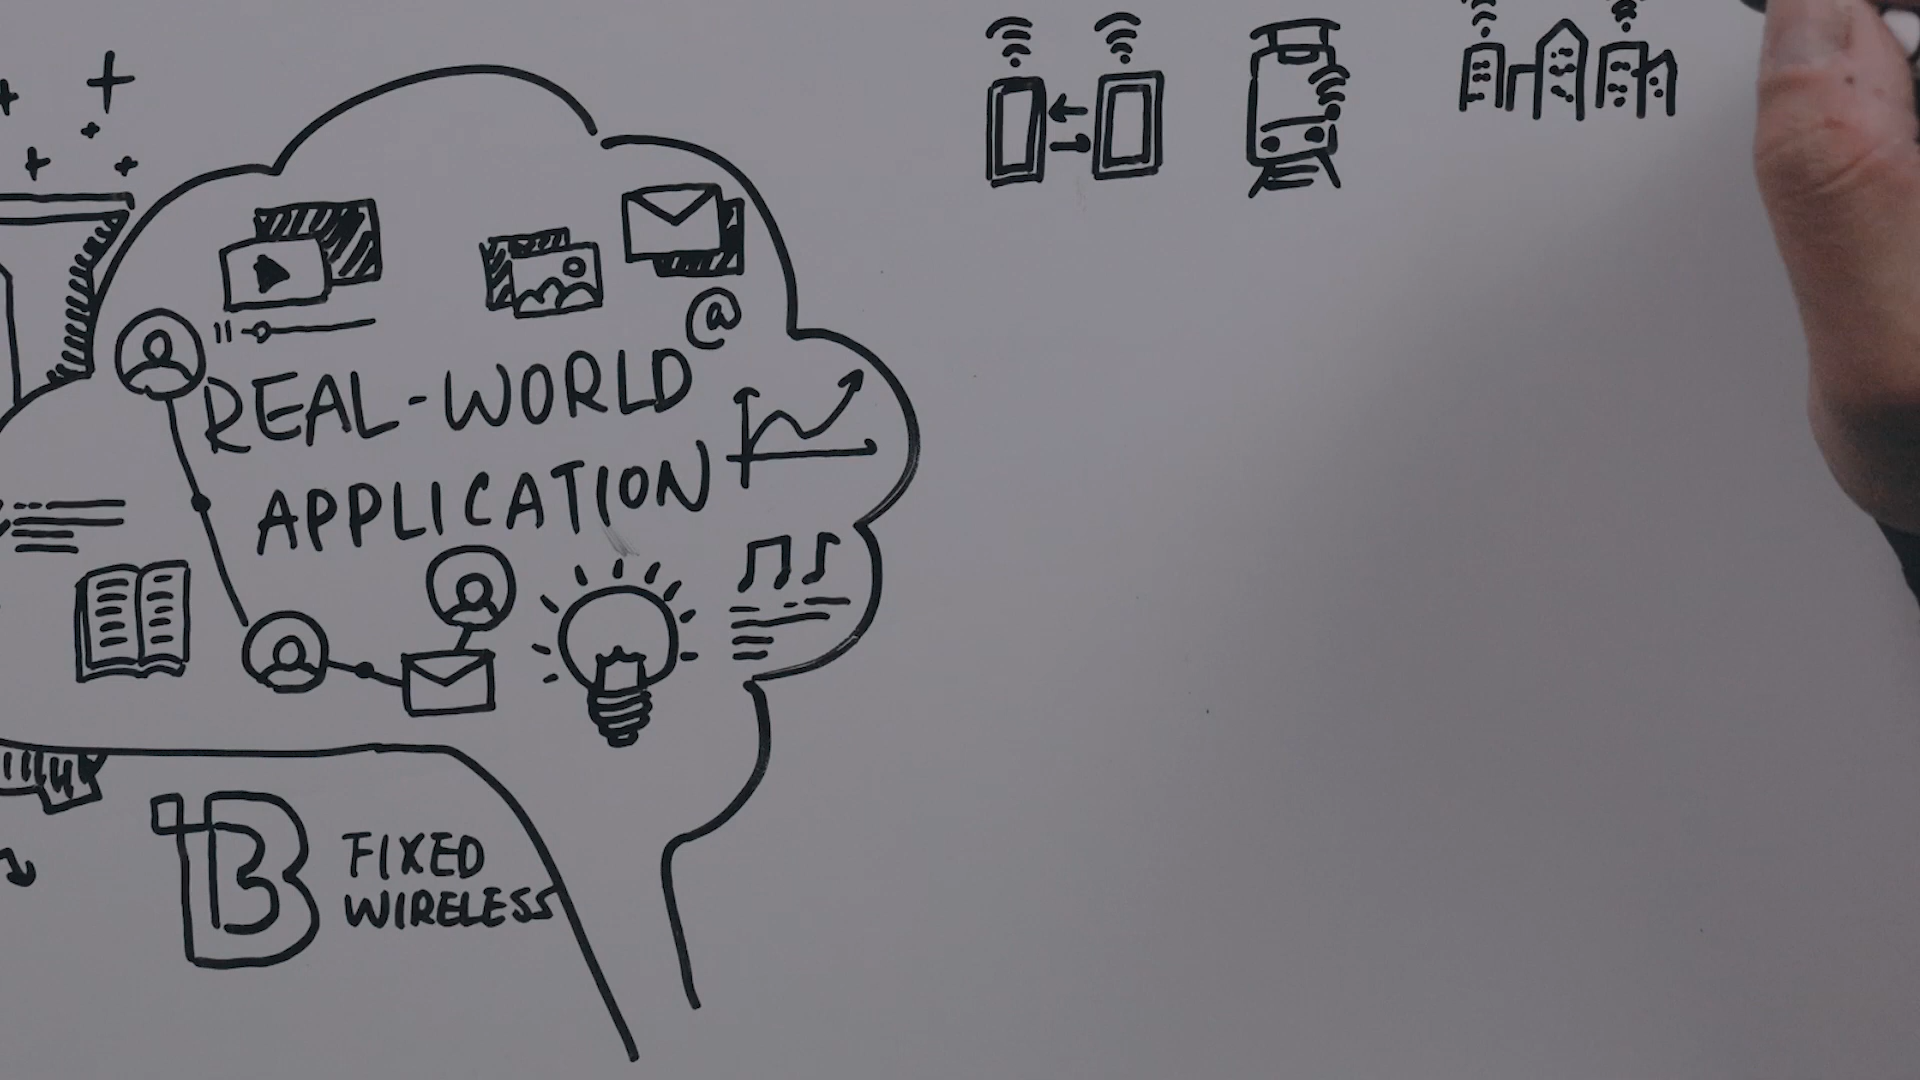 @
REAL-WORLD
APPLICATION
B
FIXED
WIRELESS